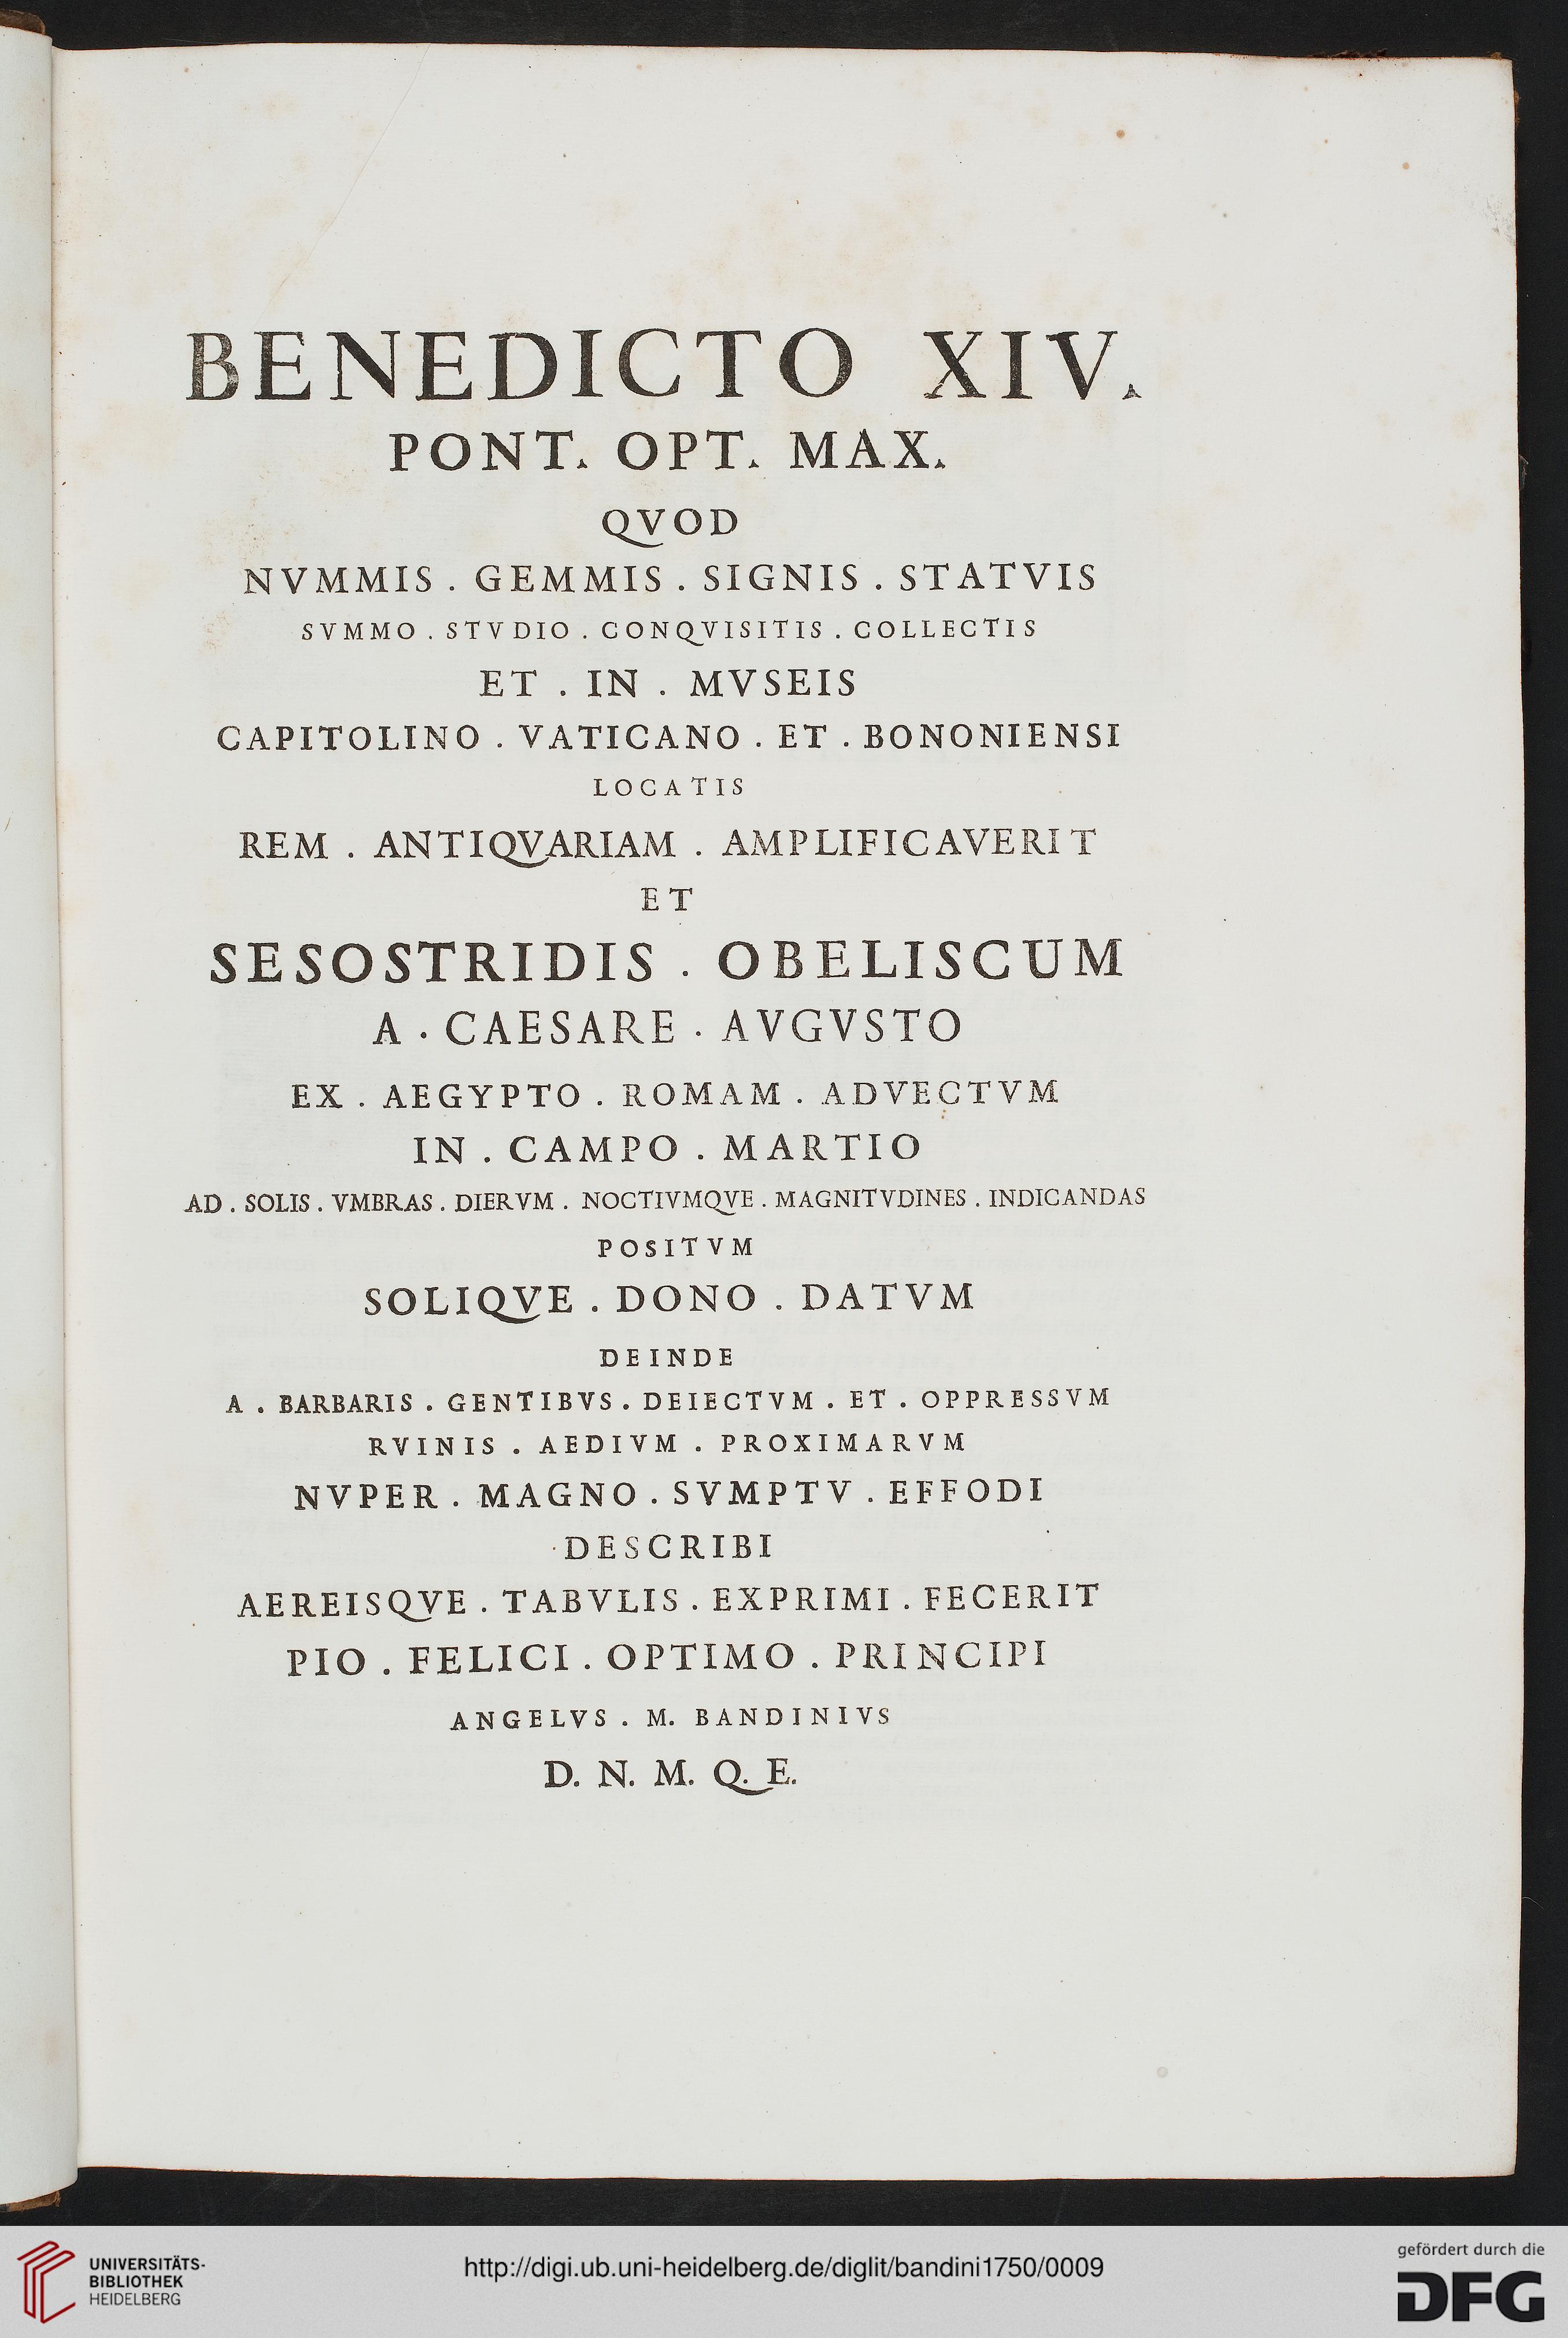 BENEDICTO XIV.
PONT. OPT. MAX.
QVOD
NVMMIS . GEMMIS . SIGNIS . STATVIS
SVMMO . STVDIO . CONQVISITIS . COLLECTIS
ET . IN . MVSEIS
CAPITOLINO . VATICANO . ET . BONONIENSI
LOCATIS
REM . ANTIQVARIAM . AMPLIFICAVERIT
ET
SESOSTRIDIS . OBELISCUM
A . CAESARE . AVGVSTO
EX . AEGYPTO . ROMAM . ADVECTVM
IN . CAMPO . MARTIO
AD . SOLIS . VMBRAS . DIERVM . NOCTIVMQVE . MAGNITVDINES . INDICANDAS
POSITVM
SOLIQVE . DONO . DATVM
DEINDE
A . BARBARIS . GENTIBVS . DEIECTVM . ET . OPPRESSVM
RVINIS . AEDIVM . PROXIMARVM
NVPER . MAGNO . SVMPTV . EFFODI
DESCRIBI
AEREISQVE . TABVLIS . EXPRIMI . FECERIT
PIO . FELICI . OPTIMO . PRINCIPI
ANGELVS . M. BANDINIVS
D. N. M. Q. E.
UNIVERSITÄTS-
BIBLIOTHEK
HEIDELBERG
http://digi.ub.uni-heidelberg.de/diglit/bandini1750/0009
gefördert durch die
DFG